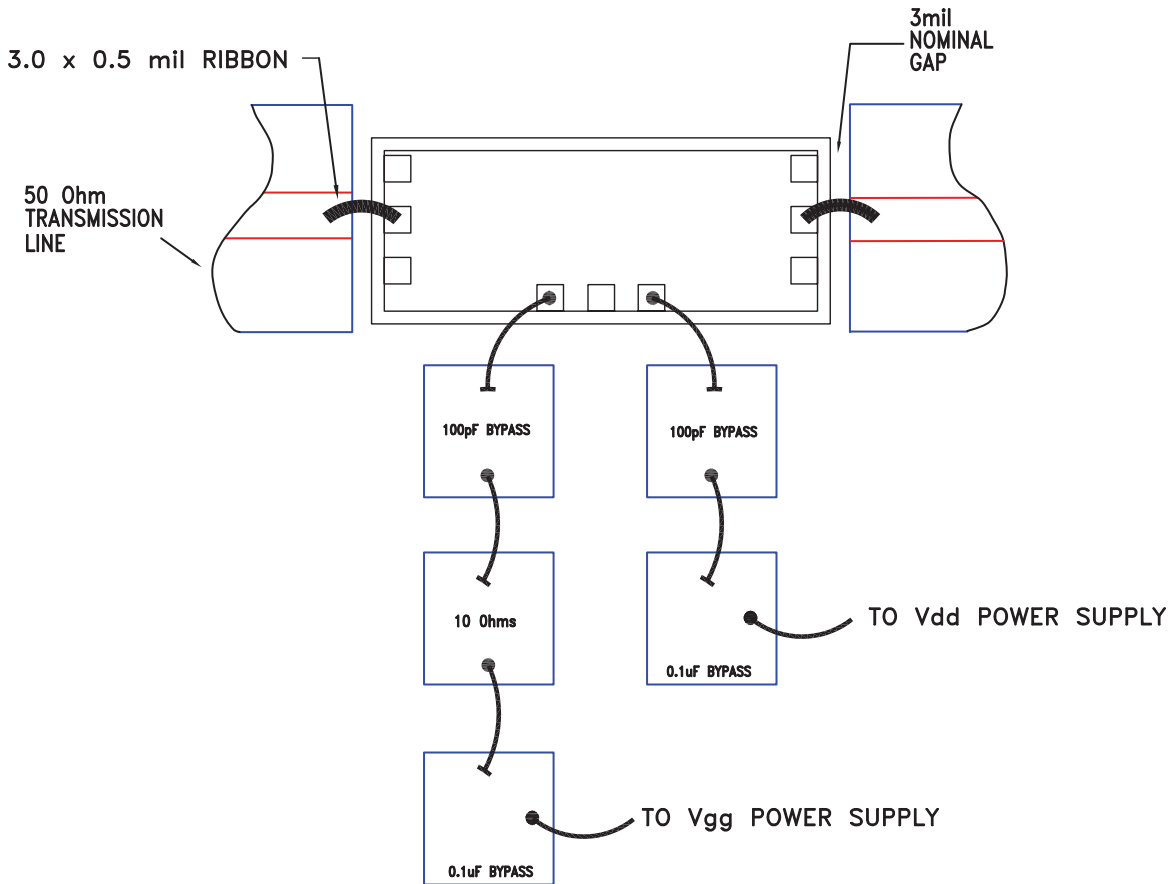 3mil
NOMINAL
GAP
3.0 x 0.5 mil RIBBON
50 Ohm
TRANSMISSION
LINE
100pF BYPASS
100pF BYPASS
10 Ohms
TO Vdd POWER SUPPLY
0.1uF BYPASS
TO Vgg POWER SUPPLY
0.1uF BYPASS